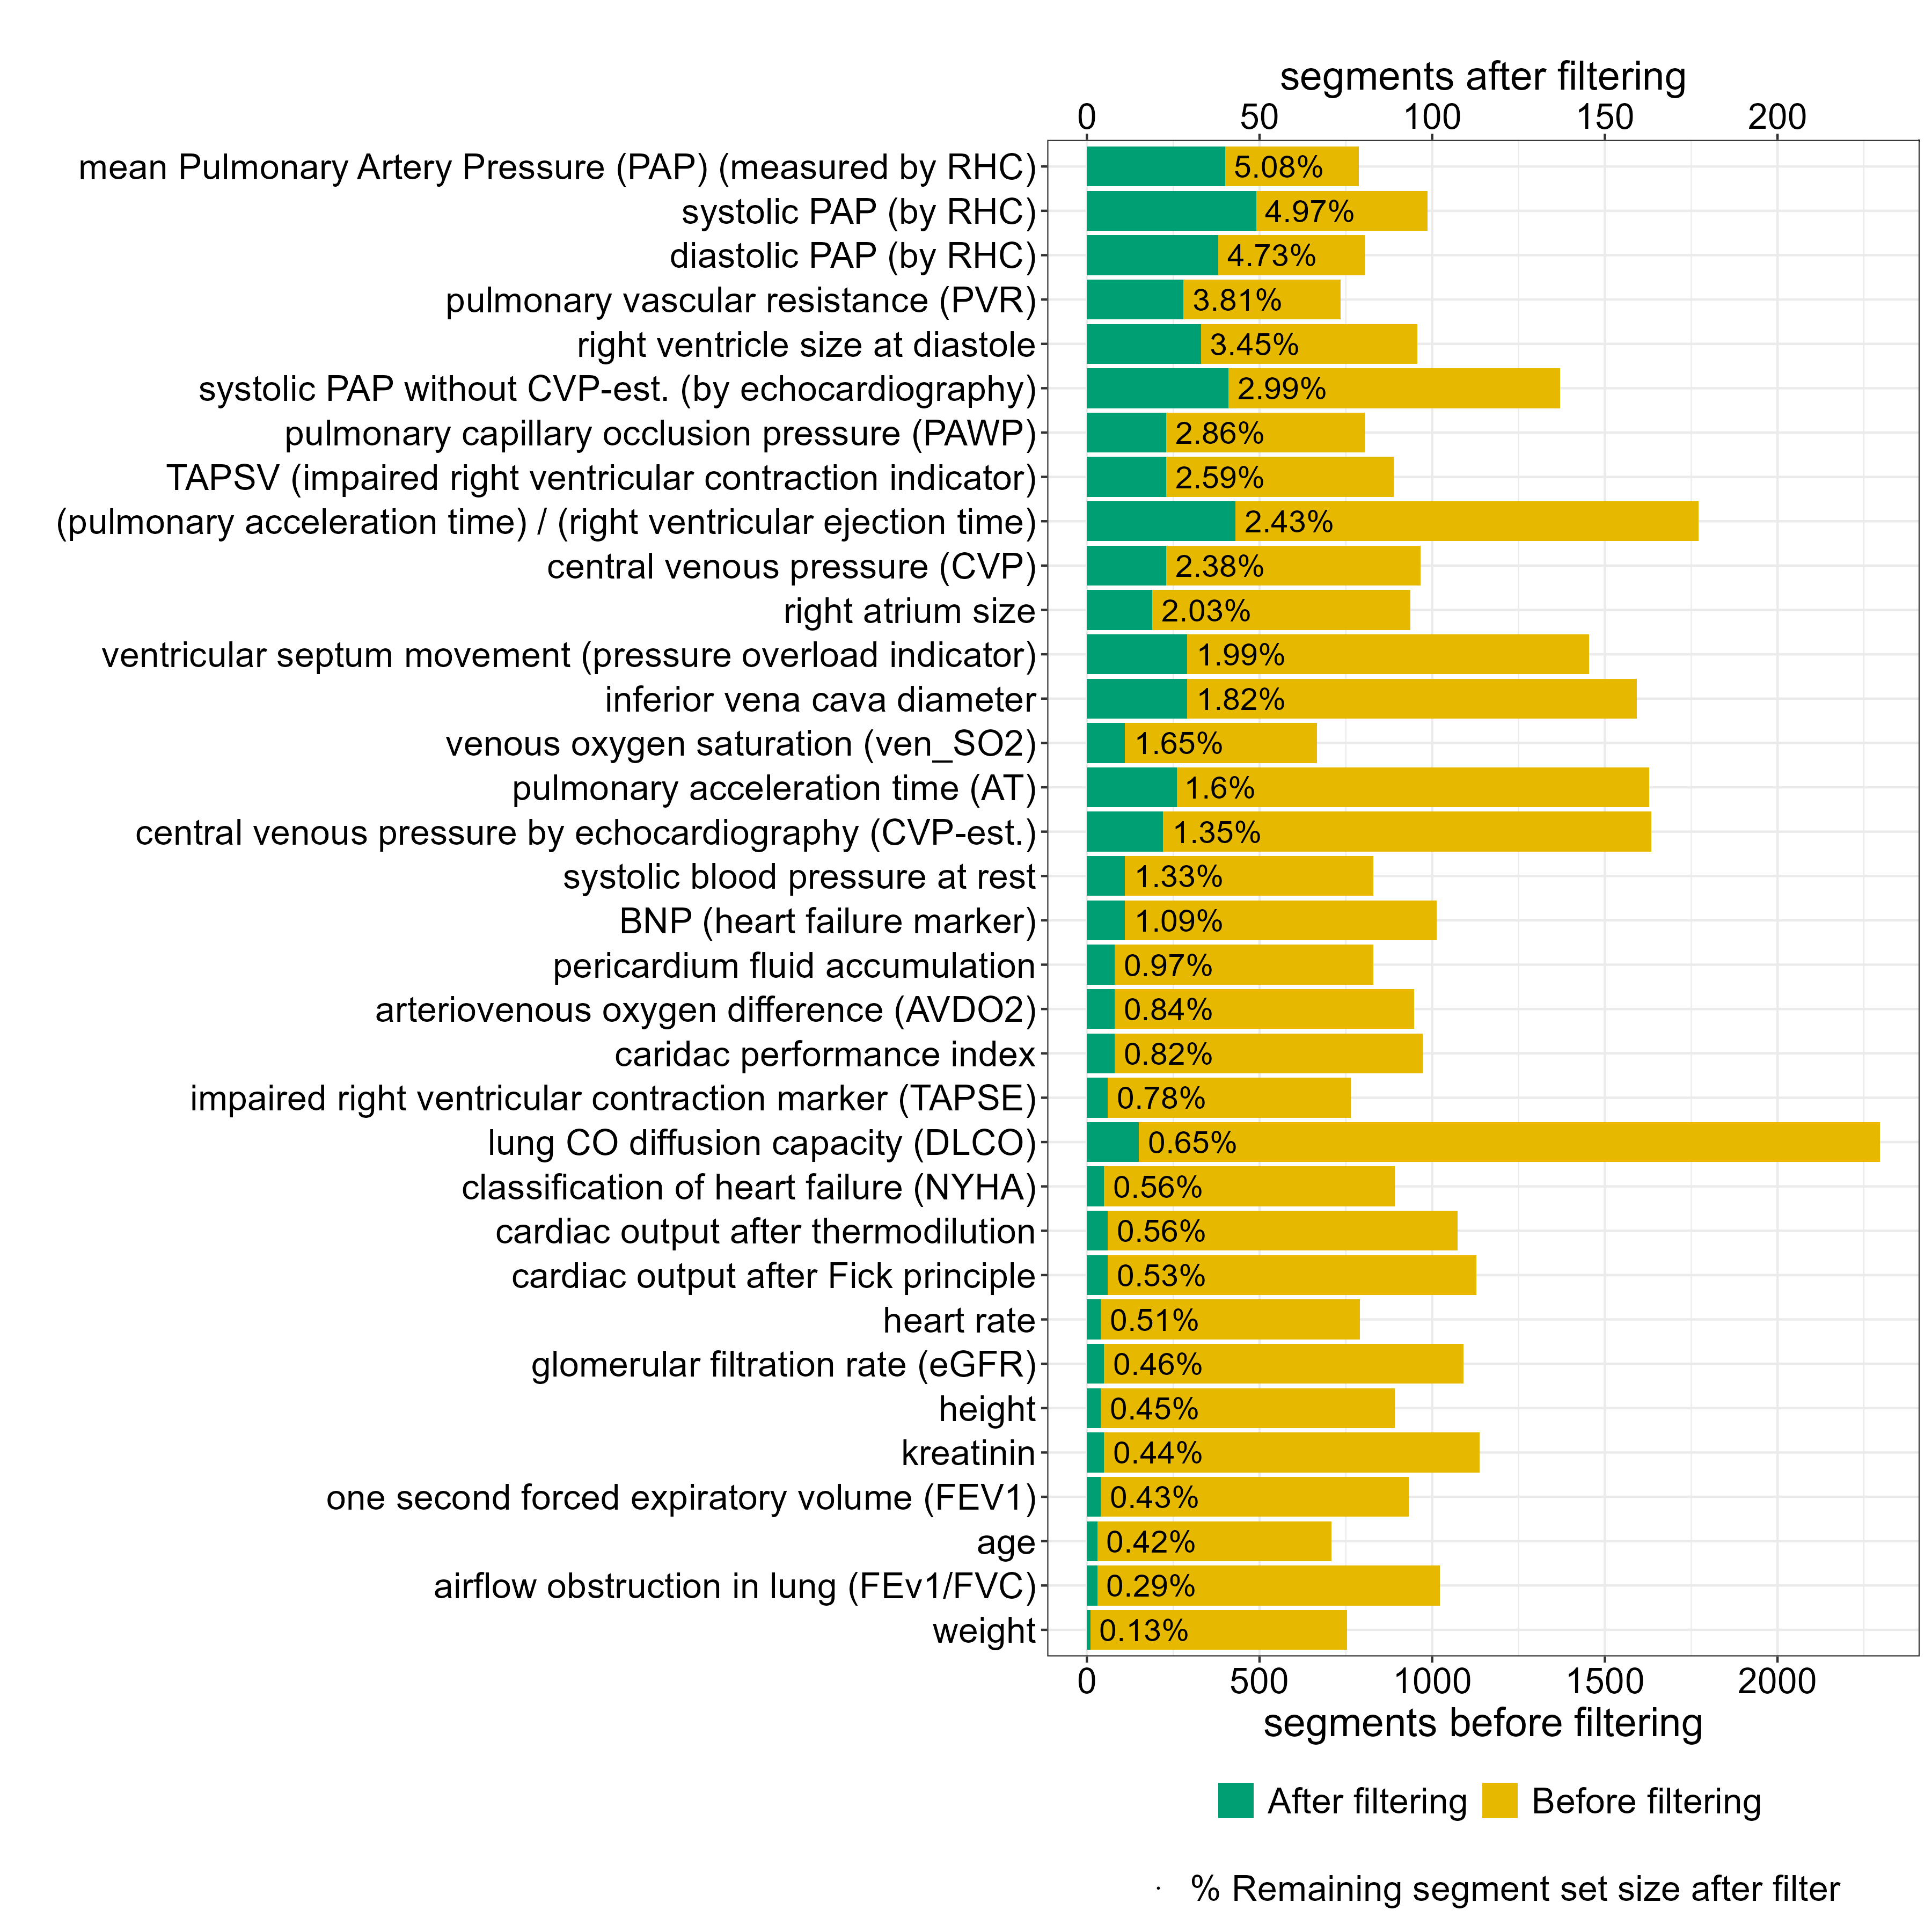 segments after filtering
0 50 100 150 200
mean Pulmonary Artery Pressure (PAP) (measured by RHC) 5.08%
systolic PAP (by RHC) 4.97%
diastolic PAP (by RHC) 4.73%
pulmonary vascular resistance (PVR) 3.81%
right ventricle size at diastole 3.45%
systolic PAP without CVP-est. (by echocardiography) 2.99%
pulmonary capillary occlusion pressure (PAWP) 2.86%
TAPSV (impaired right ventricular contraction indicator) 2.59%
(pulmonary acceleration time) / (right ventricular ejection time) 2.43%
central venous pressure (CVP) 2.38%
right atrium size 2.03%
ventricular septum movement (pressure overload indicator) 1.99%
inferior vena cava diameter 1.82%
venous oxygen saturation (ven_SO2) 1.65%
pulmonary acceleration time (AT) 1.6%
central venous pressure by echocardiography (CVP-est.) 1.35%
systolic blood pressure at rest 1.33%
BNP (heart failure marker) 1.09%
pericardium fluid accumulation 0.97%
arteriovenous oxygen difference (AVDO2) 0.84%
caridac performance index 0.82%
impaired right ventricular contraction marker (TAPSE) 0.78%
lung CO diffusion capacity (DLCO) 0.65%
classification of heart failure (NYHA) 0.56%
cardiac output after thermodilution 0.56%
cardiac output after Fick principle 0.53%
heart rate 0.51%
glomerular filtration rate (eGFR) 0.46%
height 0.45%
kreatinin 0.44%
one second forced expiratory volume (FEV1) 0.43%
age 0.42%
airflow obstruction in lung (FEv1/FVC) 0.29%
weight 0.13%
0 500 1000 1500 2000
segments before filtering
After filtering Before filtering
% Remaining segment set size after filter